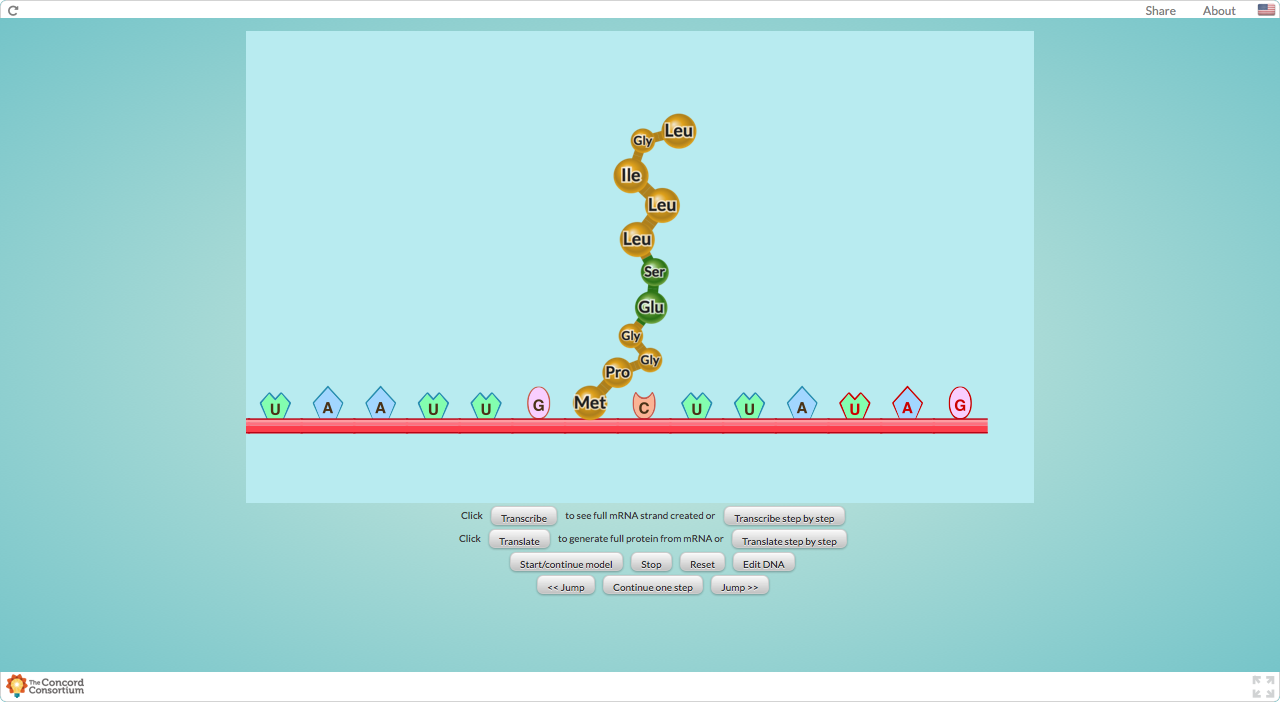 Share About
Leu
Gly
Ile
Leu
Leu
Ser
Glu
Gly
Gly
Pro
Met
U A A U U G C U U A U A G
Click Transcribe to see full mRNA strand created or Transcribe step by step
Click Translate to generate full protein from mRNA or Translate step by step
Start/continue model Stop Reset Edit DNA
<< Jump Continue one step Jump >>
The Concord
Consortium